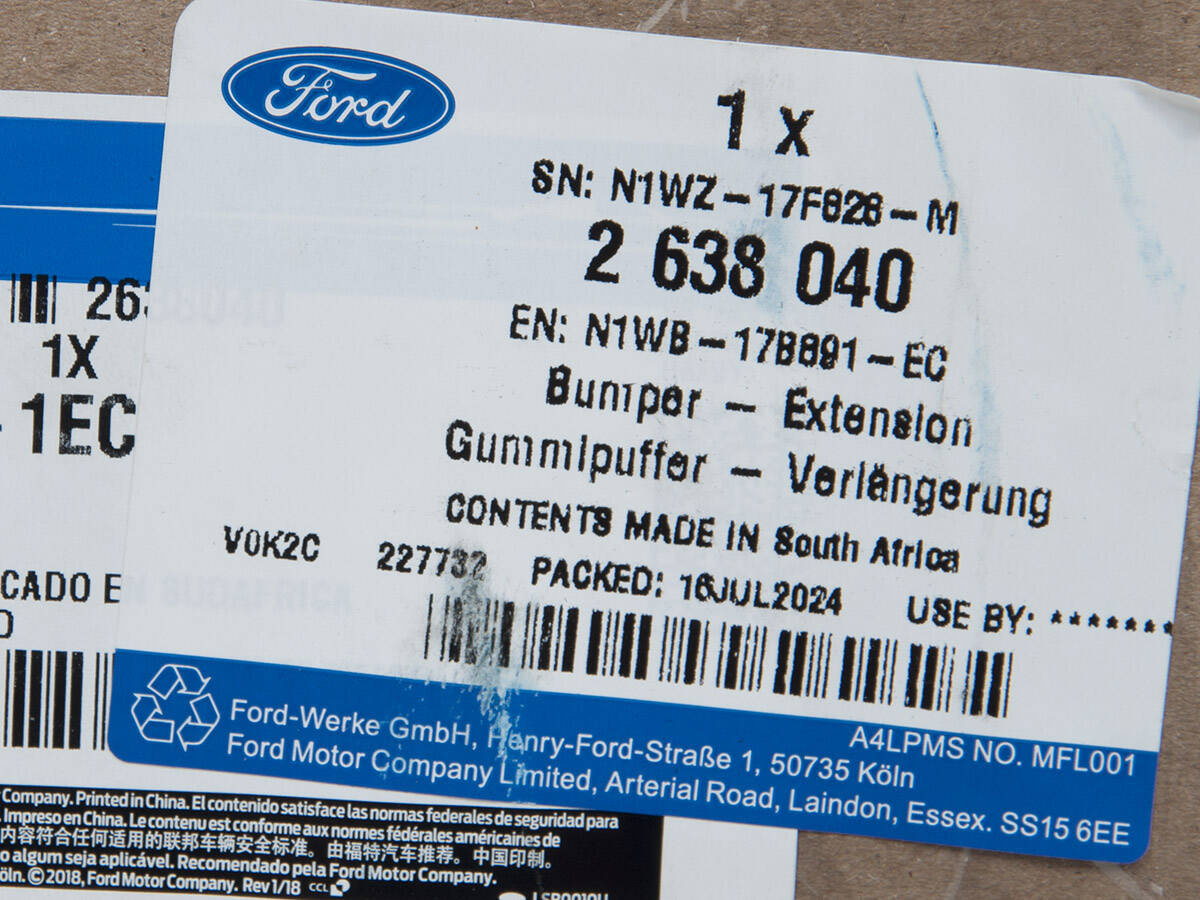 Ford
1 x
SN: N1WZ-17F828-M
2 638 040
EN: N1WB-17B891-EC
Bumper - Extension
Gummipuffer - Verlängerung
CONTENTS MADE IN South Africa
V0K2C 227732 PACKED: 16JUL2024 USE BY: *******
A4LPMS NO. MFL001
Ford-Werke GmbH, Henry-Ford-Straße 1, 50735 Köln
Ford Motor Company Limited, Arterial Road, Laindon, Essex. SS15 6EE
1X
1EC
CADO E
Company. Printed in China. El contenido satisface las normas federales de seguridad para
Impreso en China. Le contenu est conforme aux normes fédérales américaines de
内容符合任何适用的联邦车辆安全标准。由福特汽车推荐。中国印制。
o algum seja aplicável. Recomendado pela Ford Motor Company.
öln. © 2018, Ford Motor Company. Rev 1/18 CCL